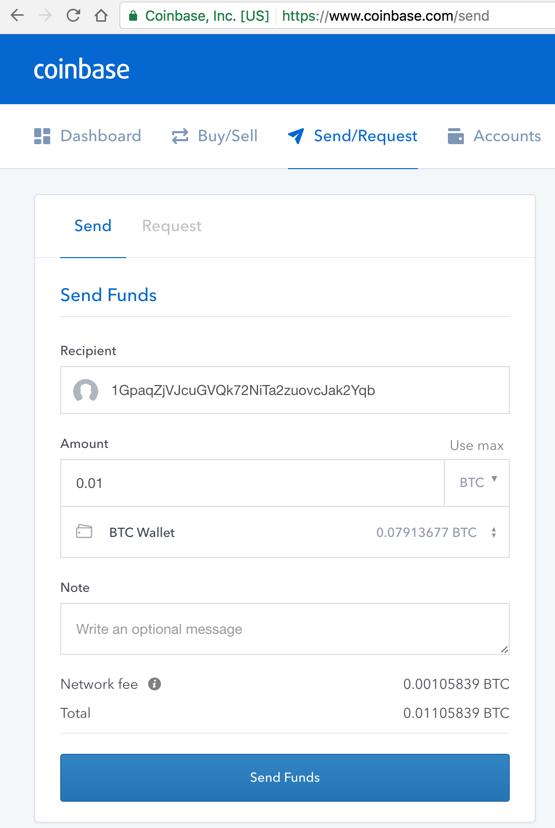 Coinbase, Inc. [US] https://www.coinbase.com/send
coinbase
Dashboard Buy/Sell Send/Request Accounts
Send Request
Send Funds
Recipient
1GpaqZjVJcuGVQk72NiTa2zuovcJak2Yqb
Amount Use max
0.01 BTC
BTC Wallet 0.07913677 BTC
Note
Write an optional message
Network fee 0.00105839 BTC
Total 0.01105839 BTC
Send Funds